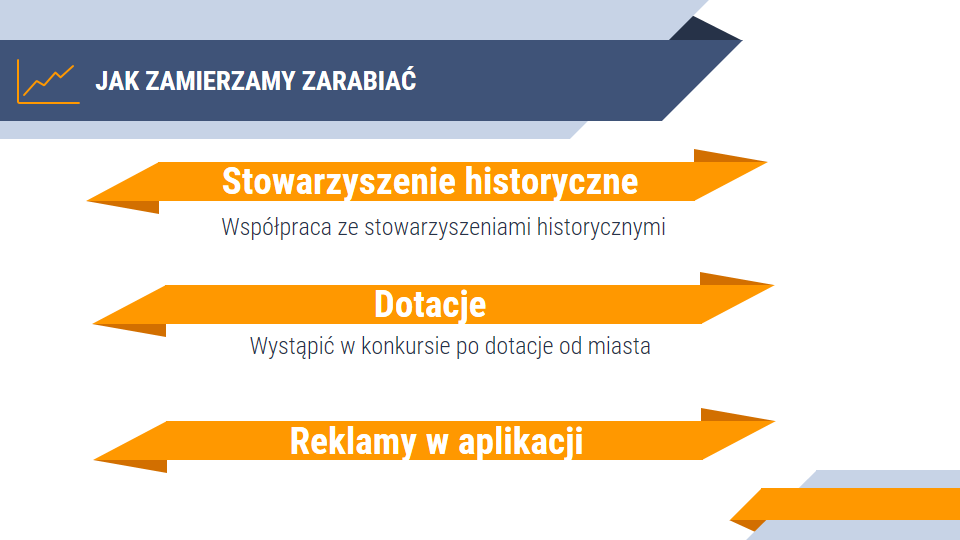 JAK ZAMIERZAMY ZARABIAĆ
Stowarzyszenie historyczne
Współpraca ze stowarzyszeniami historycznymi
Dotacje
Wystąpić w konkursie po dotacje od miasta
Reklamy w aplikacji